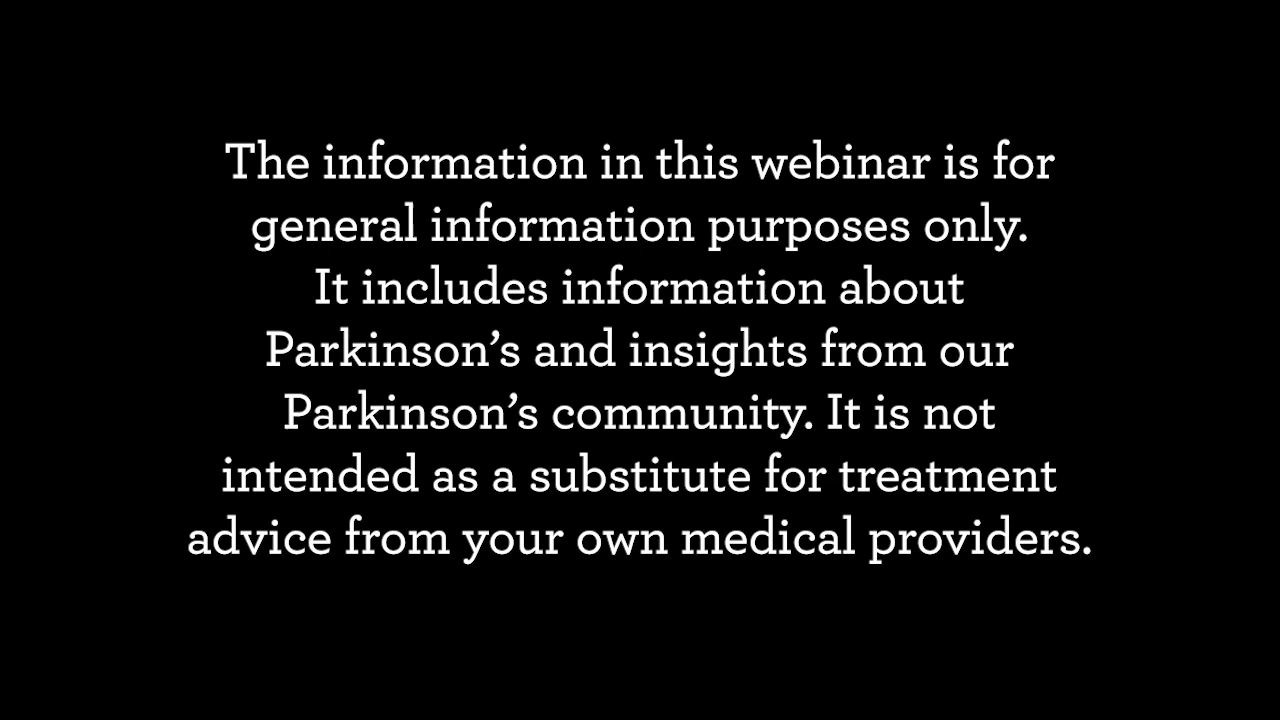 The information in this webinar is for
general information purposes only.
It includes information about
Parkinson’s and insights from our
Parkinson’s community. It is not
intended as a substitute for treatment
advice from your own medical providers.